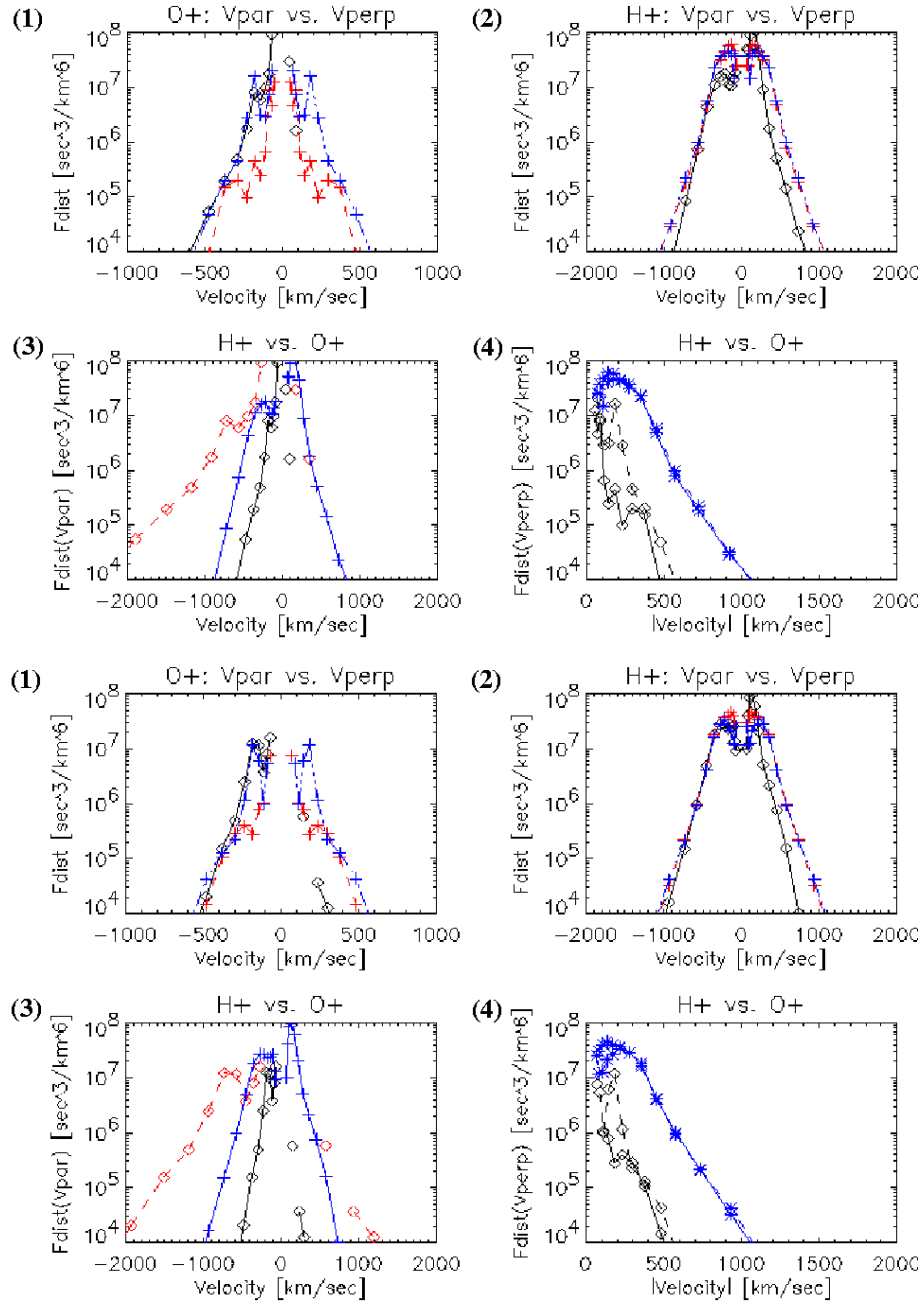 (1) O+: Vpar vs. Vperp
Fdist [sec^3/km^6]
10^8
10^7
10^6
10^5
10^4
-1000 -500 0 500 1000
Velocity [km/sec]
(2) H+: Vpar vs. Vperp
Fdist [sec^3/km^6]
10^8
10^7
10^6
10^5
10^4
-2000 -1000 0 1000 2000
Velocity [km/sec]
(3) H+ vs. O+
Fdist(Vpar) [sec^3/km^6]
10^8
10^7
10^6
10^5
10^4
-2000 -1000 0 1000 2000
Velocity [km/sec]
(4) H+ vs. O+
Fdist(Vperp) [sec^3/km^6]
10^8
10^7
10^6
10^5
10^4
0 500 1000 1500 2000
|Velocity| [km/sec]
(1) O+: Vpar vs. Vperp
Fdist [sec^3/km^6]
10^8
10^7
10^6
10^5
10^4
-1000 -500 0 500 1000
Velocity [km/sec]
(2) H+: Vpar vs. Vperp
Fdist [sec^3/km^6]
10^8
10^7
10^6
10^5
10^4
-2000 -1000 0 1000 2000
Velocity [km/sec]
(3) H+ vs. O+
Fdist(Vpar) [sec^3/km^6]
10^8
10^7
10^6
10^5
10^4
-2000 -1000 0 1000 2000
Velocity [km/sec]
(4) H+ vs. O+
Fdist(Vperp) [sec^3/km^6]
10^8
10^7
10^6
10^5
10^4
0 500 1000 1500 2000
|Velocity| [km/sec]